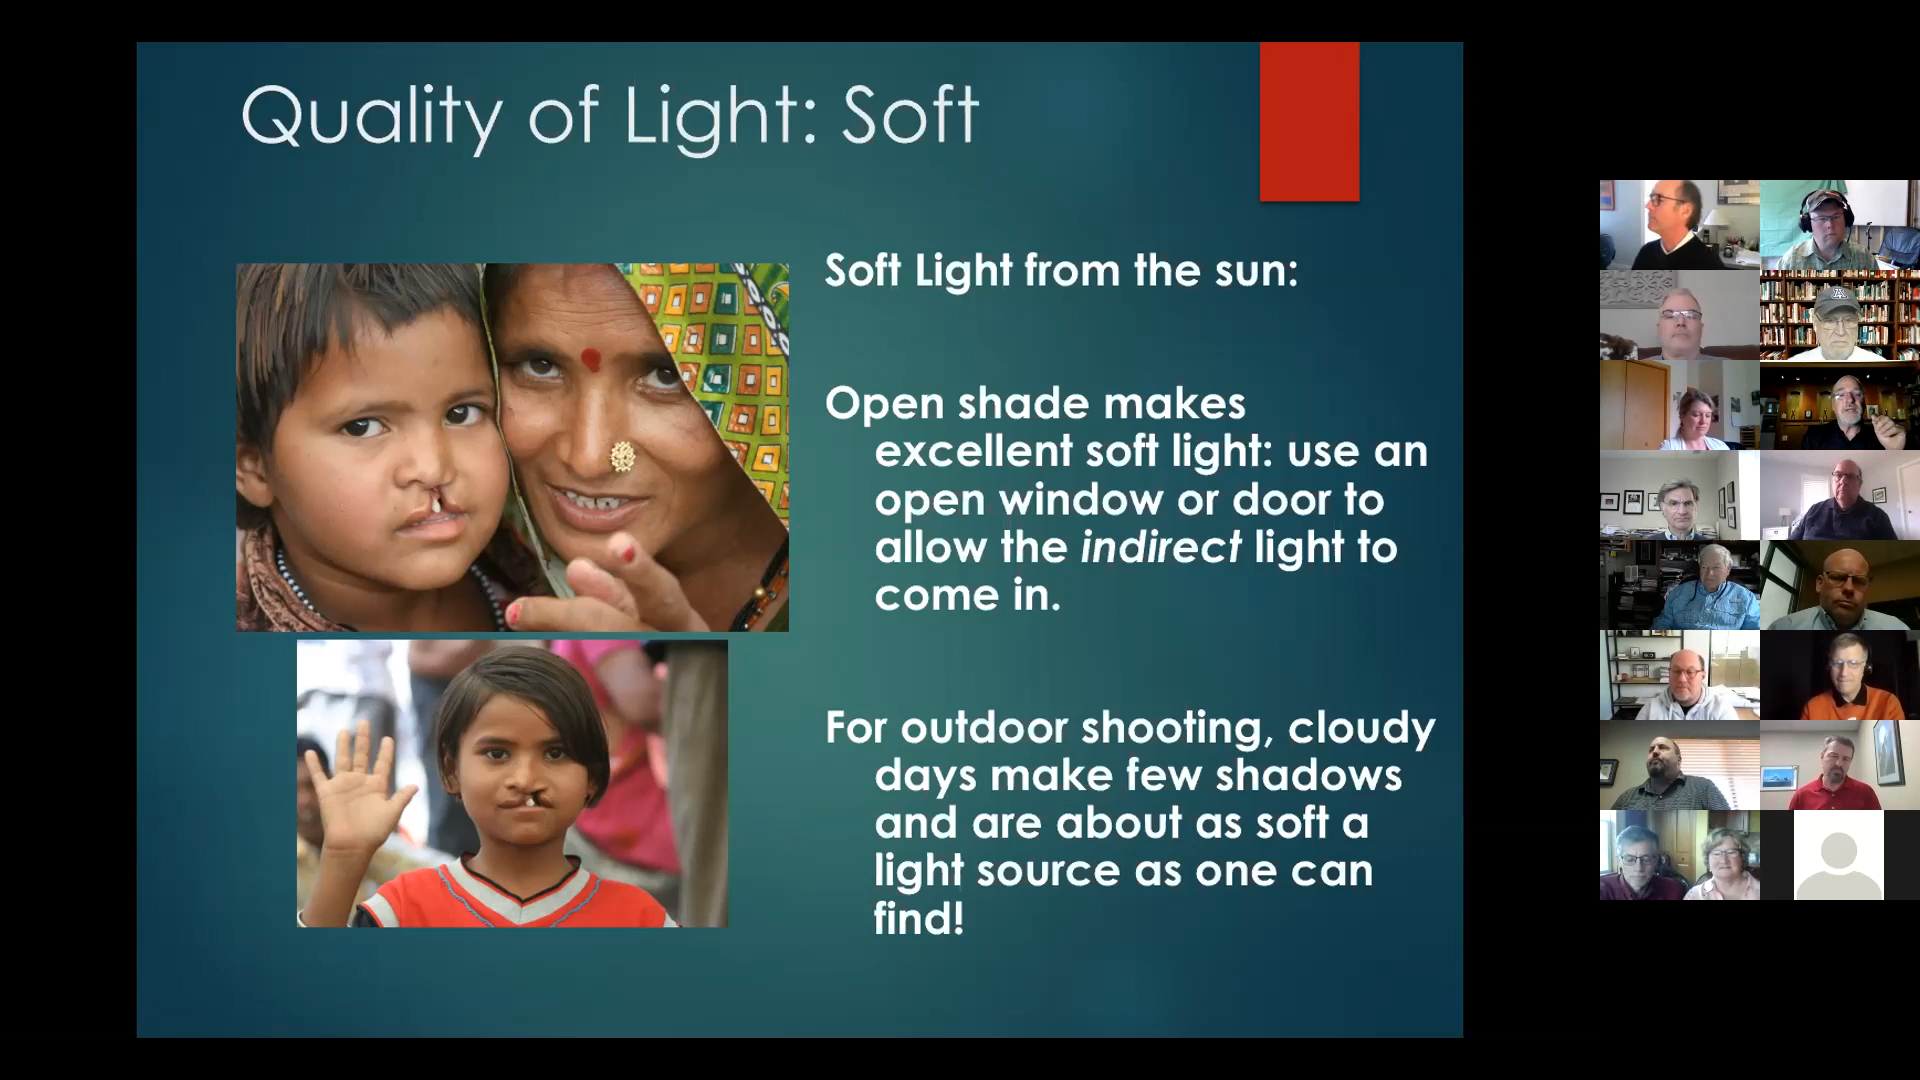 Quality of Light: Soft
Soft Light from the sun:
Open shade makes
excellent soft light: use an
open window or door to
allow the indirect light to
come in.
For outdoor shooting, cloudy
days make few shadows
and are about as soft a
light source as one can
find!